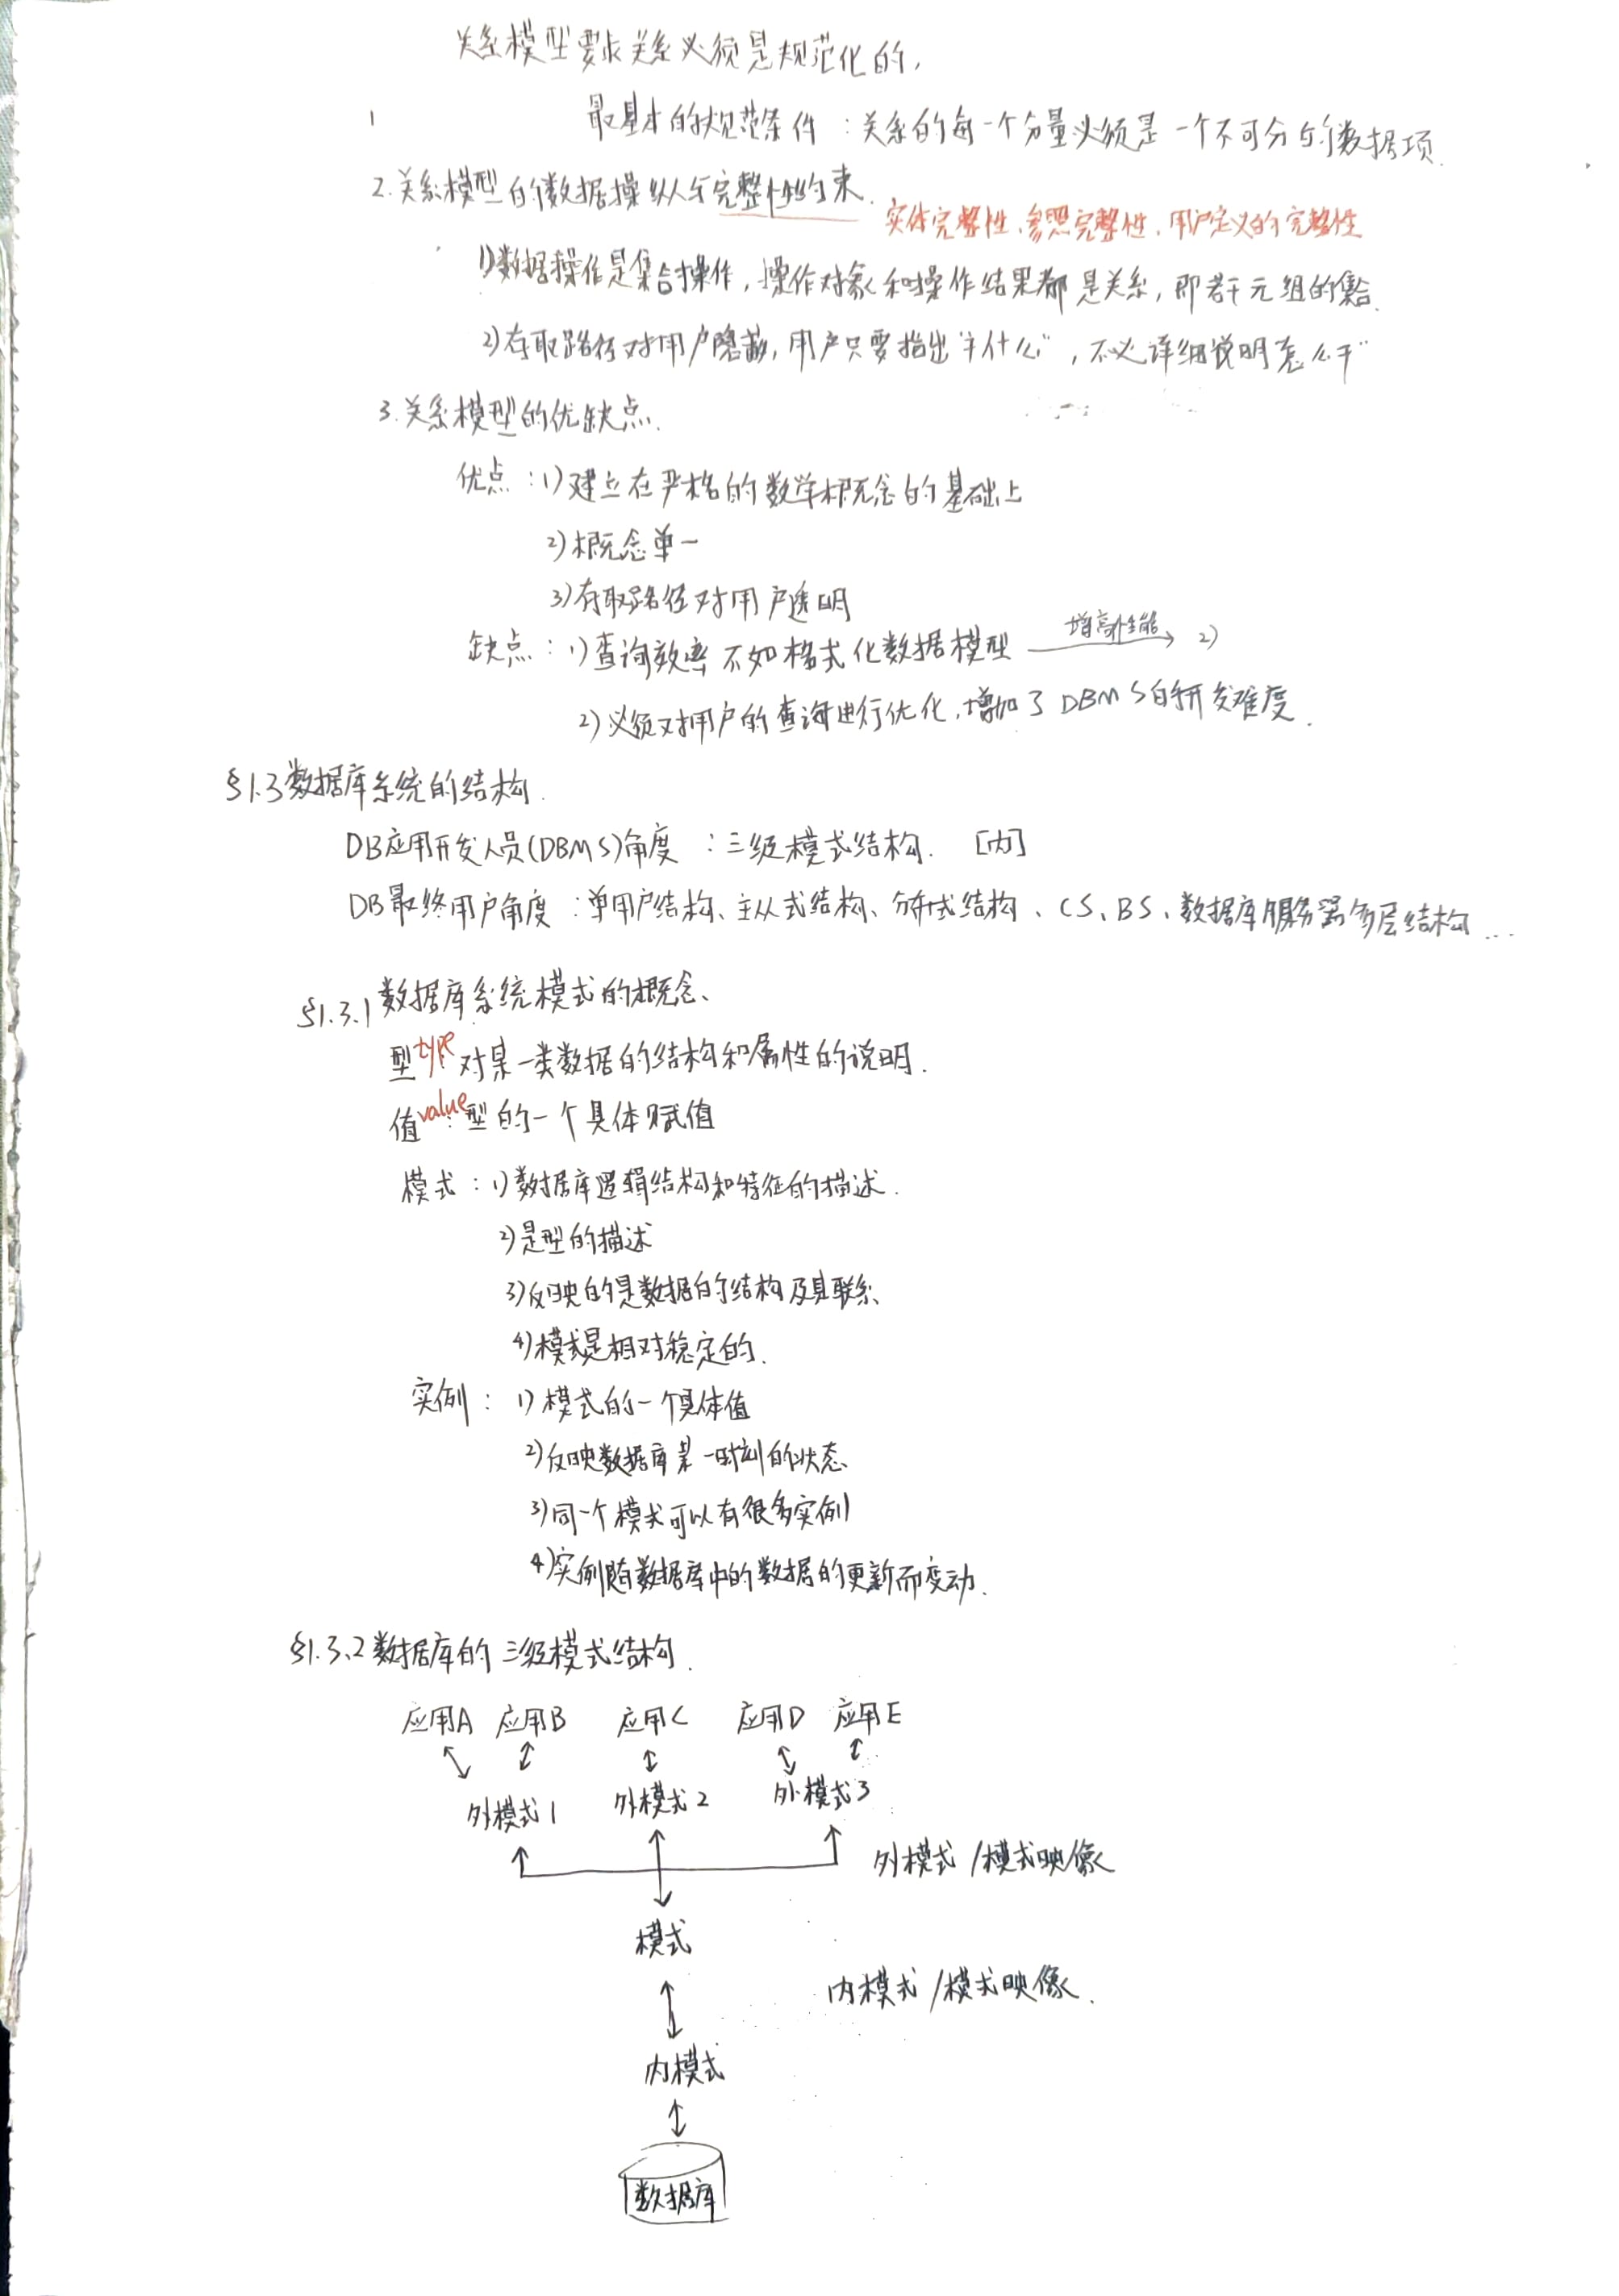 关系模型要求关系必须是规范化的,
1 最基本的规范条件:关系的每一个分量必须是一个不可分的数据项.
2.关系模型的数据操纵与完整性约束. 实体完整性、参照完整性、用户定义的完整性
1)数据操作是集合操作,操作对象和操作结果都是关系,即若干元组的集合.
2)存取路径对用户隐蔽,用户只要指出“干什么”,不必详细说明怎么干”
3.关系模型的优缺点.
优点:1)建立在严格的数学概念的基础上
2)概念单一
3)存取路径对用户透明
缺点:1)查询效率不如格式化数据模型 增高性能 → 2)
2)必须对用户的查询进行优化,增加了DBMS的开发难度.
§1.3数据库系统的结构.
DB应用开发人员(DBMS)角度:三级模式结构. [内]
DB最终用户角度:单用户结构、主从式结构、分布式结构、CS、BS、数据库服务器多层结构...
§1.3.1数据库系统模式的概念、
型type:对某一类数据的结构和属性的说明.
值value:型的一个具体赋值
模式:1)数据库逻辑结构和特征的描述.
2)是型的描述
3)反映的是数据的结构及其联系
4)模式是相对稳定的.
实例:1)模式的一个具体值
2)反映数据库某一时刻的状态
3)同一个模式可以有很多实例
4)实例随数据库中的数据的更新而变动.
§1.3.2数据库的三级模式结构.
应用A 应用B 应用C 应用D 应用E
外模式1 外模式2 外模式3
外模式/模式映像
模式
内模式/模式映像.
内模式
数据库